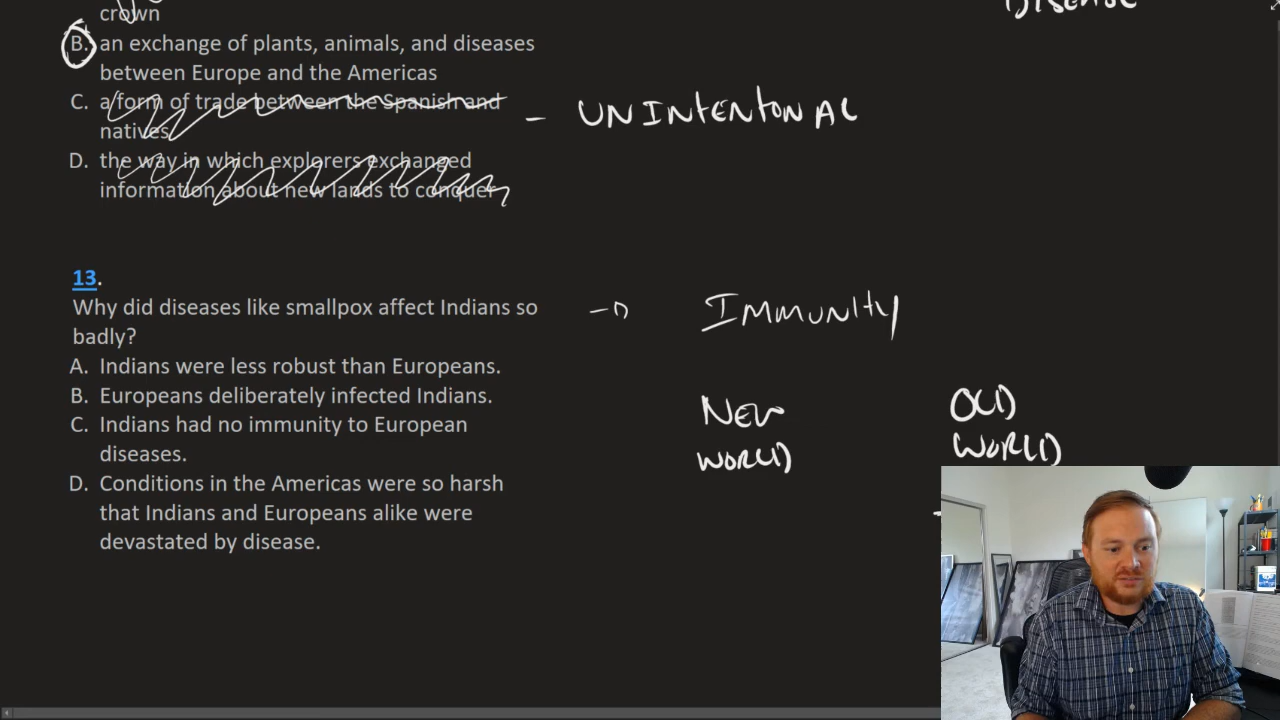 crown
DISEASE
B. an exchange of plants, animals, and diseases
between Europe and the Americas
C. a form of trade between the Spanish and
natives
- UNINTENTONAL
D. the way in which explorers exchanged
information about new lands to conquer
13.
Why did diseases like smallpox affect Indians so
badly?
IMMUNITY
A. Indians were less robust than Europeans.
B. Europeans deliberately infected Indians.
C. Indians had no immunity to European
diseases.
NEW
WORLD
OLD
WORLD
D. Conditions in the Americas were so harsh
that Indians and Europeans alike were
devastated by disease.